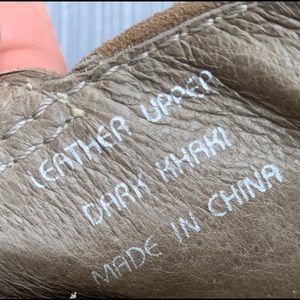 LEATHER UPPER
DARK KHAKI
MADE IN CHINA